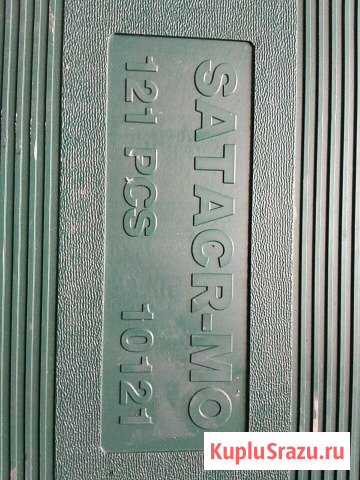 SATACR-MO
121 PCS 10121
KupluSrazu.ru